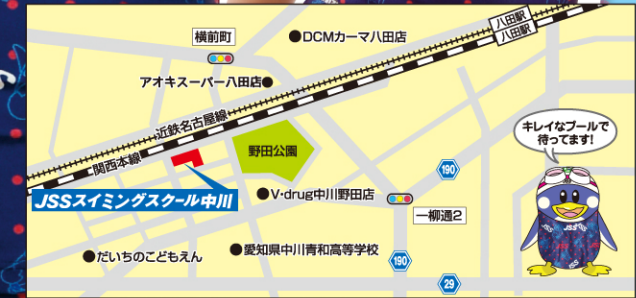 八田駅
八田駅
横前町
DCMカーマ八田店
アオキスーパー八田店
近鉄名古屋線
関西本線
野田公園
キレイなプールで
待ってます!
JSSスイミングスクール中川
190
V・drug中川野田店
一柳通2
だいちのこどもえん
愛知県中川青和高等学校
190
29
JSS